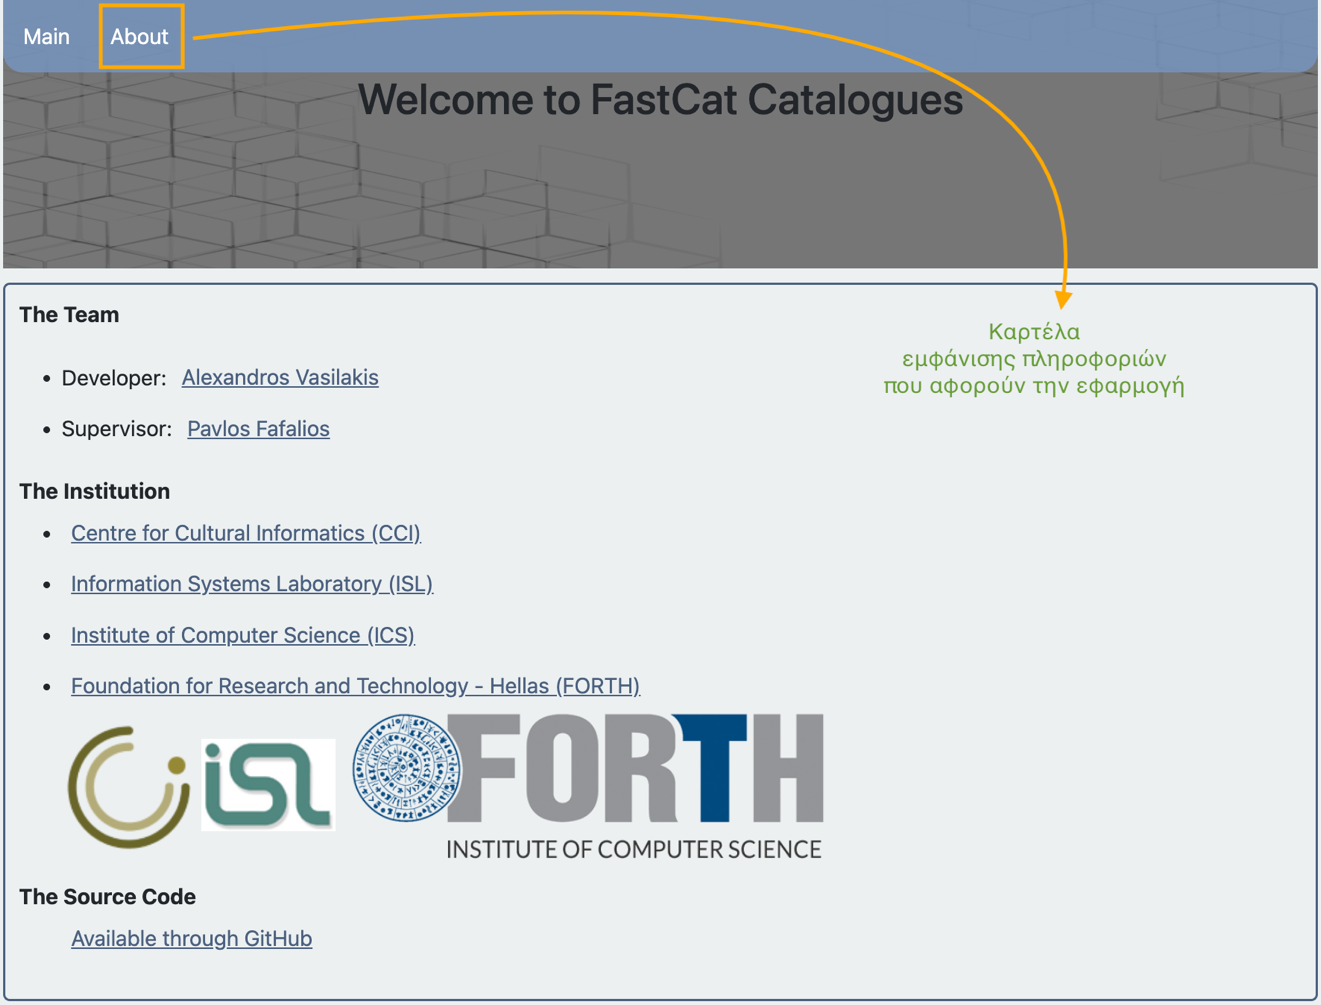 Main About
Welcome to FastCat Catalogues
The Team
Καρτέλα
εμφάνισης πληροφοριών
που αφορούν την εφαρμογή
• Developer: Alexandros Vasilakis
• Supervisor: Pavlos Fafalios
The Institution
• Centre for Cultural Informatics (CCI)
• Information Systems Laboratory (ISL)
• Institute of Computer Science (ICS)
• Foundation for Research and Technology - Hellas (FORTH)
isl
FORTH
INSTITUTE OF COMPUTER SCIENCE
The Source Code
Available through GitHub